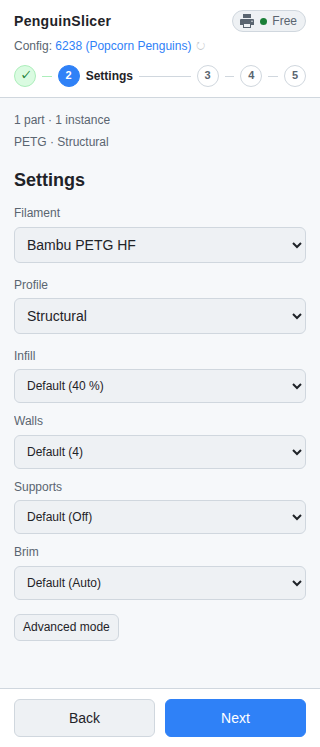 PenguinSlicer
Free
Config: 6238 (Popcorn Penguins)
✓
2
Settings
3
4
5
1 part · 1 instance
PETG · Structural
Settings
Filament
Bambu PETG HF
Profile
Structural
Infill
Default (40 %)
Walls
Default (4)
Supports
Default (Off)
Brim
Default (Auto)
Advanced mode
Back
Next